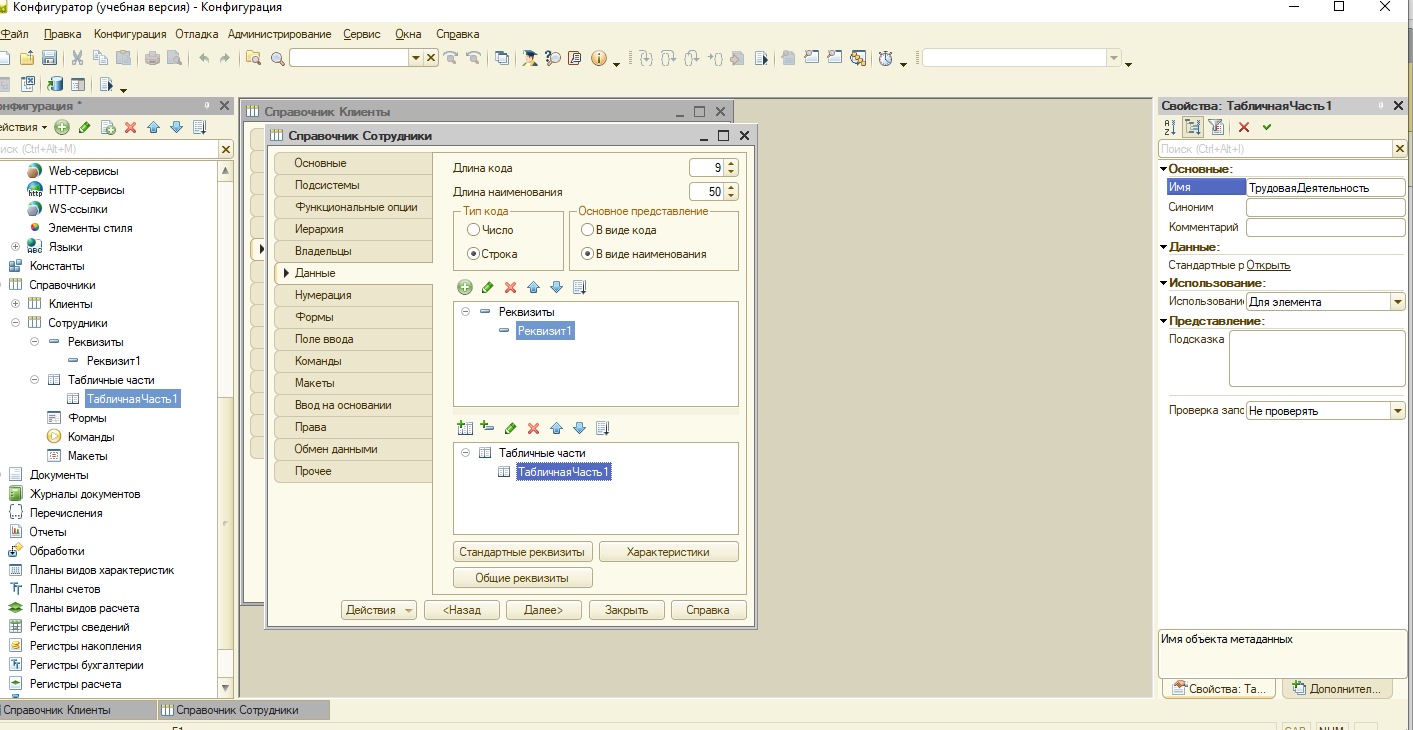 Конфигуратор (учебная версия) - Конфигурация
Файл Правка Конфигурация Отладка Администрирование Сервис Окна Справка
онфигурация *
ействия
иск (Ctrl+Alt+M)
Web-сервисы
HTTP-сервисы
WS-ссылки
Элементы стиля
Языки
Константы
Справочники
Клиенты
Сотрудники
Реквизиты
Реквизит1
Табличные части
ТабличнаяЧасть1
Формы
Команды
Макеты
Документы
Журналы документов
Перечисления
Отчеты
Обработки
Планы видов характеристик
Планы счетов
Планы видов расчета
Регистры сведений
Регистры накопления
Регистры бухгалтерии
Регистры расчета
Справочник Клиенты
Справочник Сотрудники
Основные
Подсистемы
Функциональные опции
Иерархия
Владельцы
Данные
Нумерация
Формы
Поле ввода
Команды
Макеты
Ввод на основании
Права
Обмен данными
Прочее
Длина кода 9
Длина наименования 50
Тип кода
Число
Строка
Основное представление
В виде кода
В виде наименования
Реквизиты
Реквизит1
Табличные части
ТабличнаяЧасть1
Стандартные реквизиты Характеристики
Общие реквизиты
Действия <Назад Далее> Закрыть Справка
Свойства: ТабличнаяЧасть1
Поиск (Ctrl+Alt+I)
Основные:
Имя ТрудоваяДеятельность
Синоним
Комментарий
Данные:
Стандартные р Открыть
Использование:
Использовани Для элемента
Представление:
Подсказка
Проверка запо Не проверять
Имя объекта метаданных
Свойства: Та... Дополнител...
Справочник Клиенты Справочник Сотрудники
CAP NUM